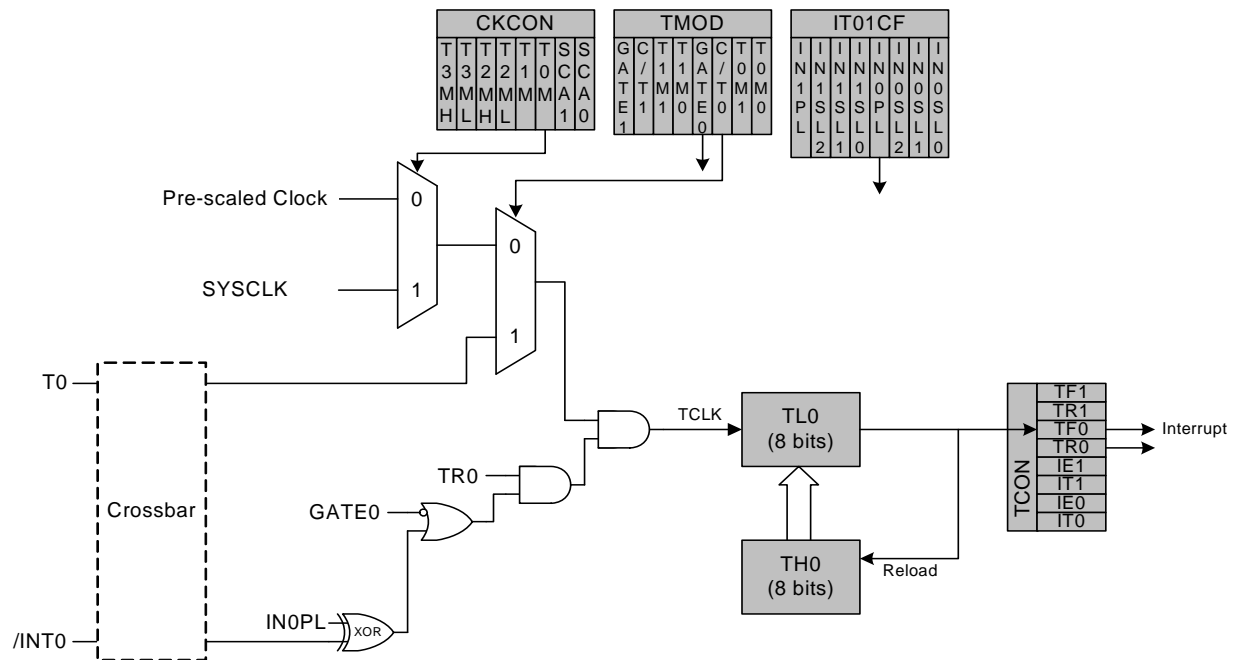 CKCON
T3MH
T3ML
T2MH
T2ML
T1M
T0M
SCA1
SCA0
TMOD
GATE1
C/T1
T1M1
T1M0
GATE0
C/T0
T0M1
T0M0
IT01CF
IN1PL
IN1SL2
IN1SL1
IN1SL0
IN0PL
IN0SL2
IN0SL1
IN0SL0
Pre-scaled Clock
0
SYSCLK
1
0
1
T0
Crossbar
/INT0
TR0
GATE0
IN0PL
XOR
TCLK
TL0
(8 bits)
TH0
(8 bits)
Reload
TCON
TF1
TR1
TF0
TR0
IE1
IT1
IE0
IT0
Interrupt